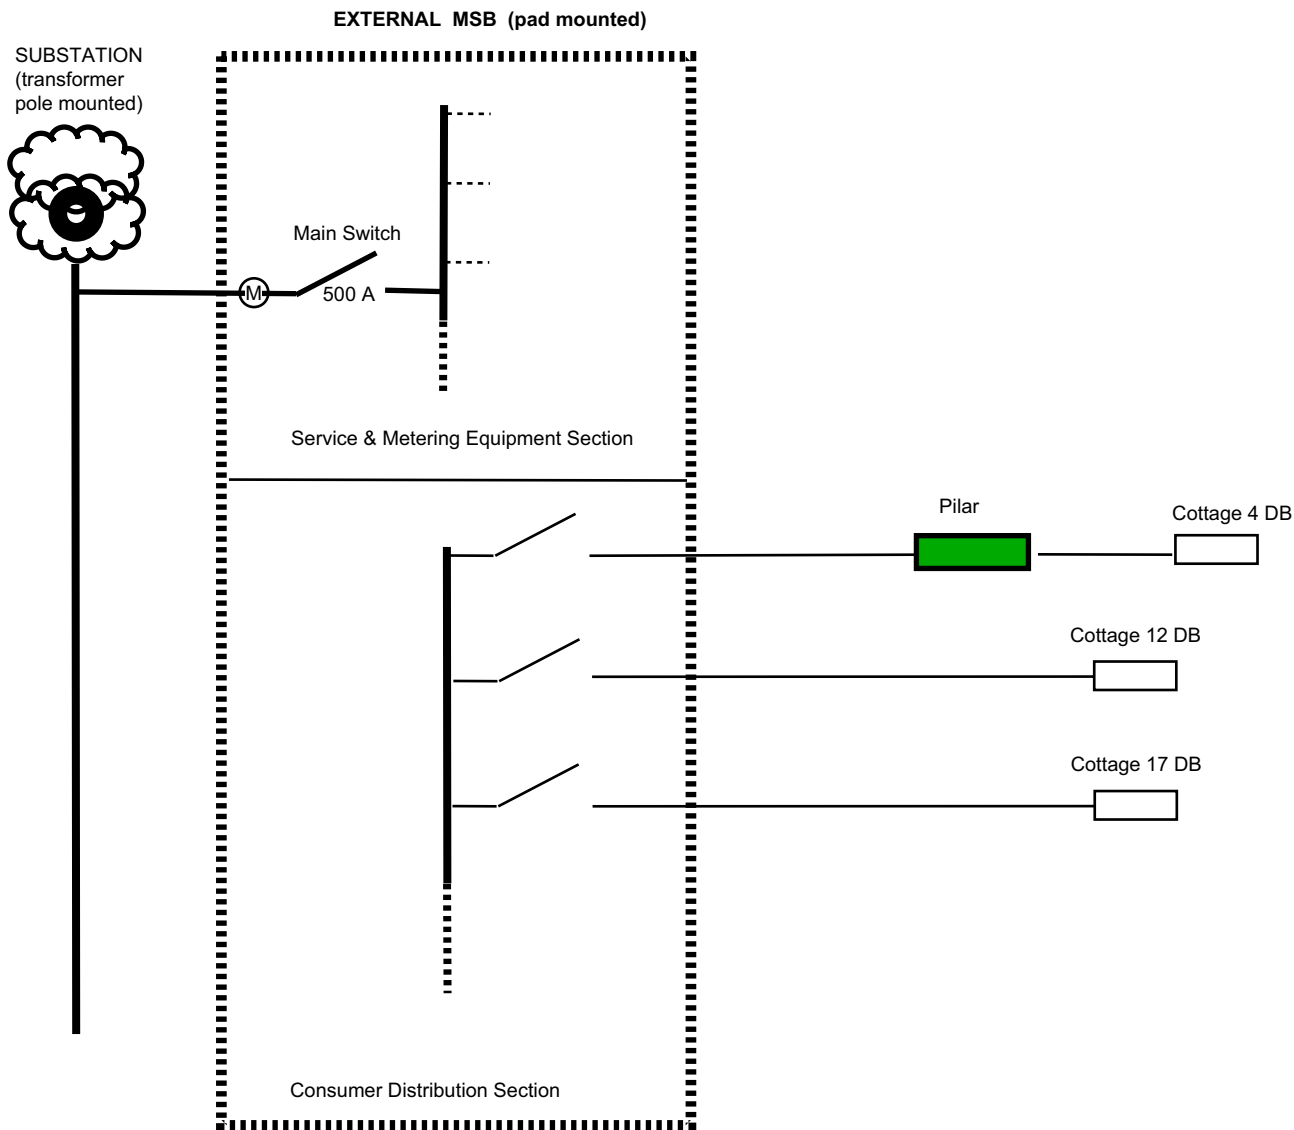 EXTERNAL MSB (pad mounted)
SUBSTATION
(transformer
pole mounted)
Main Switch
M
500 A
Service & Metering Equipment Section
Pilar
Cottage 4 DB
Cottage 12 DB
Cottage 17 DB
Consumer Distribution Section